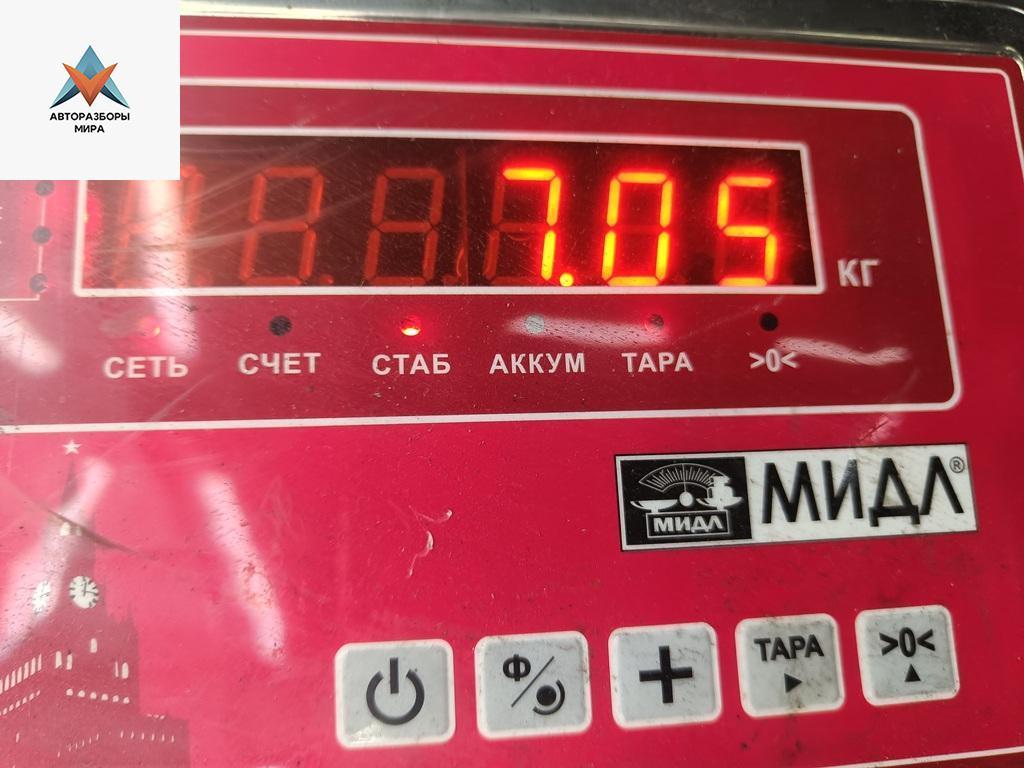 АВТОРАЗБОРЫ
МИРА
7.05
КГ
СЕТЬ СЧЕТ СТАБ АККУМ ТАРА >0<
МИДЛ МИДЛ®
Ф/ + ТАРА >0<